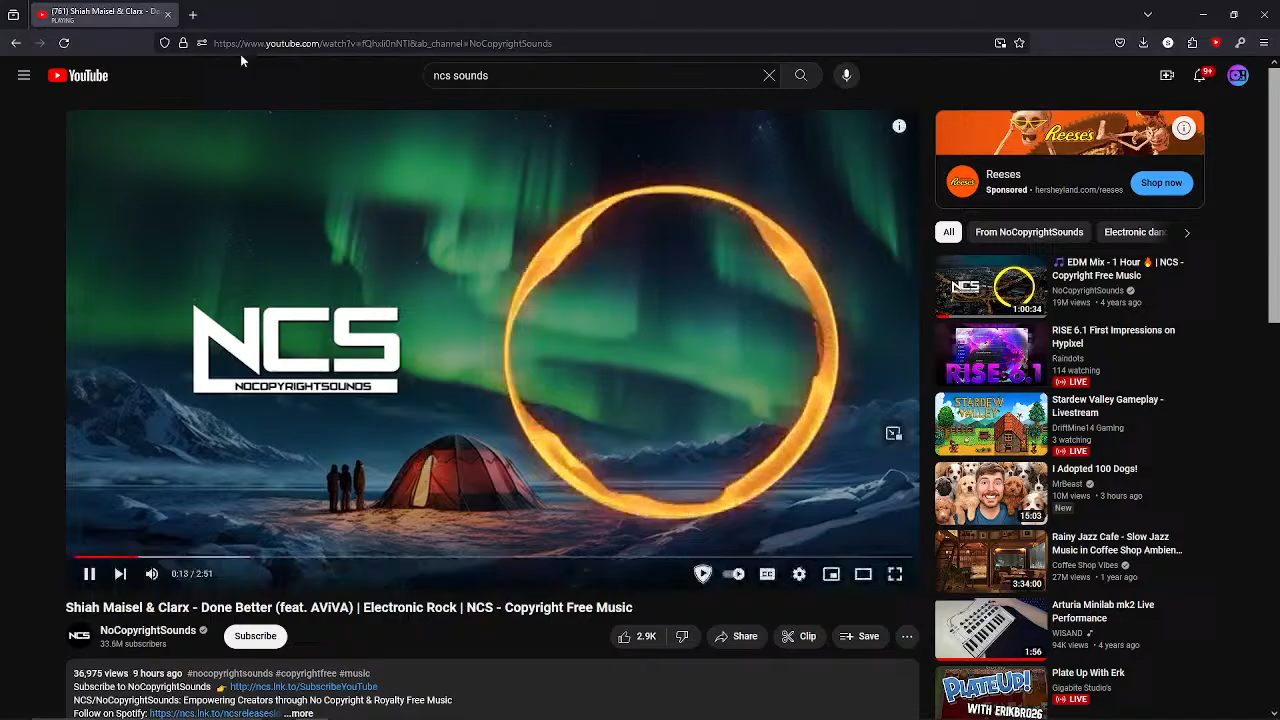 (761) Shiah Maisel & Clarx - Do
PLAYING
https://www.youtube.com/watch?v=fQhxIi0nNTI&ab_channel=NoCopyrightSounds
YouTube
ncs sounds
9+
NCS
NOCOPYRIGHTSOUNDS
0:13 / 2:51
Shiah Maisel & Clarx - Done Better (feat. AViVA) | Electronic Rock | NCS - Copyright Free Music
NCS
NoCopyrightSounds
33.6M subscribers
Subscribe
2.9K
Share
Clip
Save
36,975 views 9 hours ago #nocopyrightsounds #copyrightfree #music
Subscribe to NoCopyrightSounds 👉 http://ncs.lnk.to/SubscribeYouTube
NCS/NoCopyrightSounds: Empowering Creators through No Copyright & Royalty Free Music
Follow on Spotify: https://ncs.lnk.to/ncsreleasesi ...more
Reese's
Reese's
Reeses
Sponsored · hersheyland.com/reeses
Shop now
All
From NoCopyrightSounds
Electronic danc
NCS
1:00:34
🎵 EDM Mix - 1 Hour 🔥 | NCS -
Copyright Free Music
NoCopyrightSounds
19M views · 4 years ago
RISE 6.1
RISE 6.1 First Impressions on
Hypixel
Raindots
114 watching
LIVE
STARDEW
VALLEY
Stardew Valley Gameplay -
Livestream
DriftMine14 Gaming
3 watching
LIVE
15:03
I Adopted 100 Dogs!
MrBeast
10M views · 3 hours ago
New
3:34:00
Rainy Jazz Cafe - Slow Jazz
Music in Coffee Shop Ambien...
Coffee Shop Vibes
27M views · 1 year ago
1:56
Arturia Minilab mk2 Live
Performance
WISAND
94K views · 4 years ago
PLATEUP!
WITH ERIKBRO26
Plate Up With Erk
Gigabite Studio's
LIVE